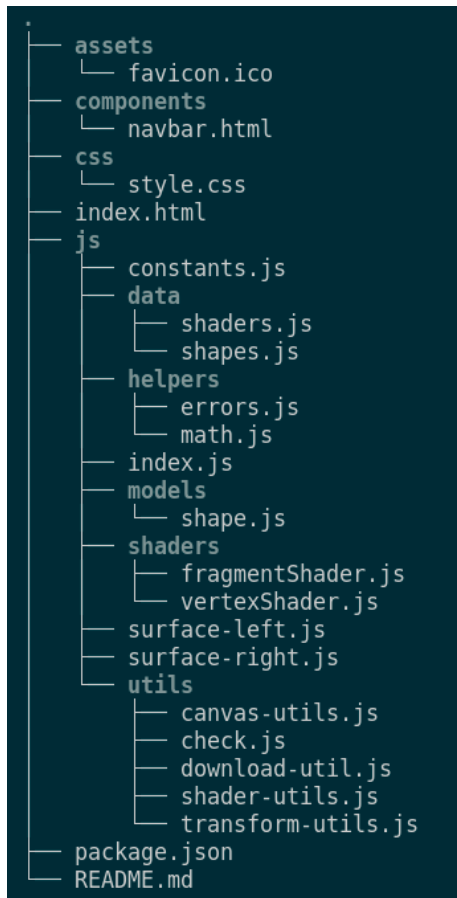 .
├── assets
│   └── favicon.ico
├── components
│   └── navbar.html
├── css
│   └── style.css
├── index.html
├── js
│   ├── constants.js
│   ├── data
│   │   ├── shaders.js
│   │   └── shapes.js
│   ├── helpers
│   │   ├── errors.js
│   │   └── math.js
│   ├── index.js
│   ├── models
│   │   └── shape.js
│   ├── shaders
│   │   ├── fragmentShader.js
│   │   └── vertexShader.js
│   ├── surface-left.js
│   ├── surface-right.js
│   └── utils
│       ├── canvas-utils.js
│       ├── check.js
│       ├── download-util.js
│       ├── shader-utils.js
│       └── transform-utils.js
├── package.json
└── README.md